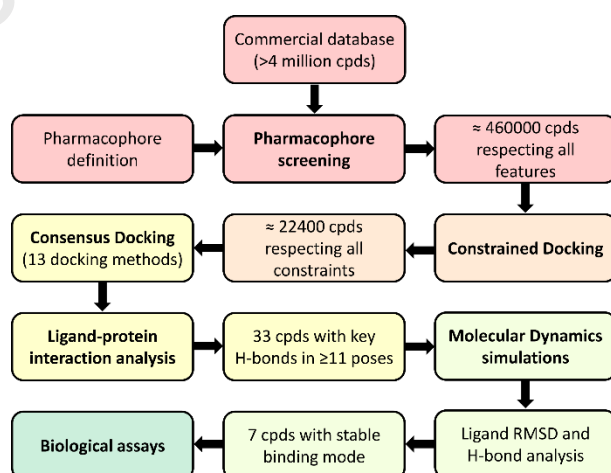 Commercial database
(>4 million cpds)
Pharmacophore
definition
Pharmacophore
screening
≈ 460000 cpds
respecting all
features
Consensus Docking
(13 docking methods)
≈ 22400 cpds
respecting all
constraints
Constrained Docking
Ligand-protein
interaction analysis
33 cpds with key
H-bonds in ≥11 poses
Molecular Dynamics
simulations
Biological assays
7 cpds with stable
binding mode
Ligand RMSD and
H-bond analysis